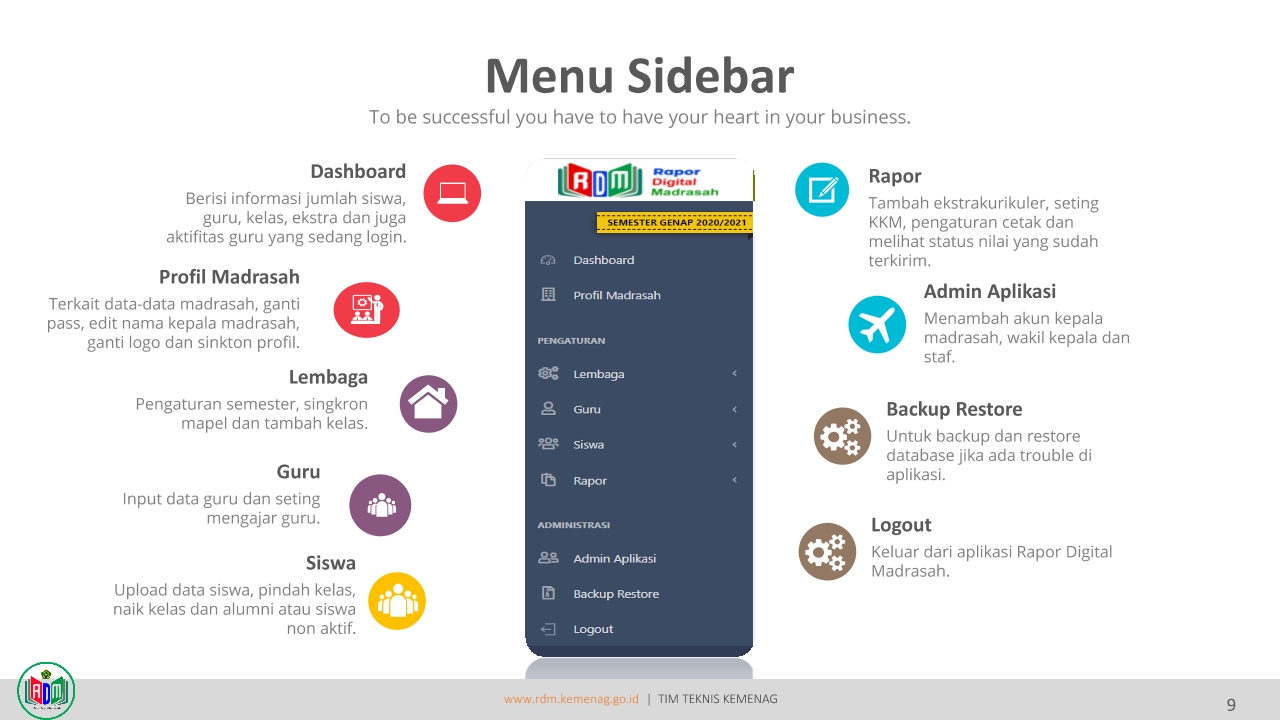 Menu Sidebar
To be successful you have to have your heart in your business.
Dashboard
Berisi informasi jumlah siswa,
guru, kelas, ekstra dan juga
aktifitas guru yang sedang login.
Profil Madrasah
Terkait data-data madrasah, ganti
pass, edit nama kepala madrasah,
ganti logo dan sinkton profil.
Lembaga
Pengaturan semester, singkron
mapel dan tambah kelas.
Guru
Input data guru dan seting
mengajar guru.
Siswa
Upload data siswa, pindah kelas,
naik kelas dan alumni atau siswa
non aktif.
RDM
Rapor
Digital
Madrasah
SEMESTER GENAP 2020/2021
Dashboard
Profil Madrasah
PENGATURAN
Lembaga
Guru
Siswa
Rapor
ADMINISTRASI
Admin Aplikasi
Backup Restore
Logout
Rapor
Tambah ekstrakurikuler, seting
KKM, pengaturan cetak dan
melihat status nilai yang sudah
terkirim.
Admin Aplikasi
Menambah akun kepala
madrasah, wakil kepala dan
staf.
Backup Restore
Untuk backup dan restore
database jika ada trouble di
aplikasi.
Logout
Keluar dari aplikasi Rapor Digital
Madrasah.
RDM
www.rdm.kemenag.go.id | TIM TEKNIS KEMENAG
9